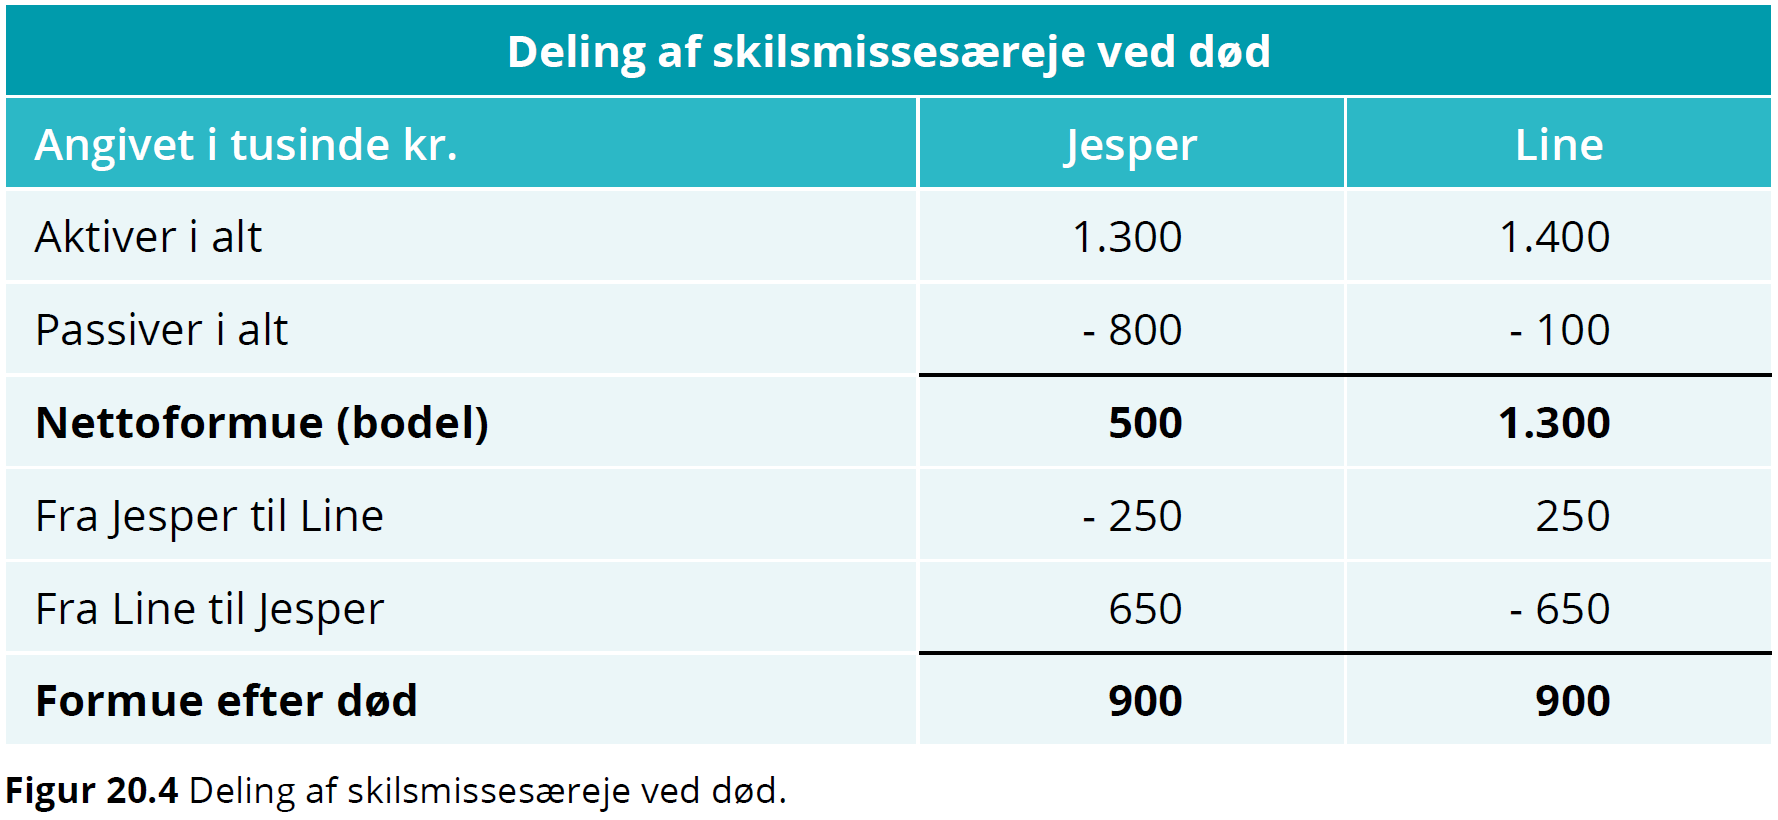 Deling af skilsmissesæreje ved død
Angivet i tusinde kr. Jesper Line
Aktiver i alt 1.300 1.400
Passiver i alt - 800 - 100
Nettoformue (bodel) 500 1.300
Fra Jesper til Line - 250 250
Fra Line til Jesper 650 - 650
Formue efter død 900 900
Figur 20.4 Deling af skilsmissesæreje ved død.